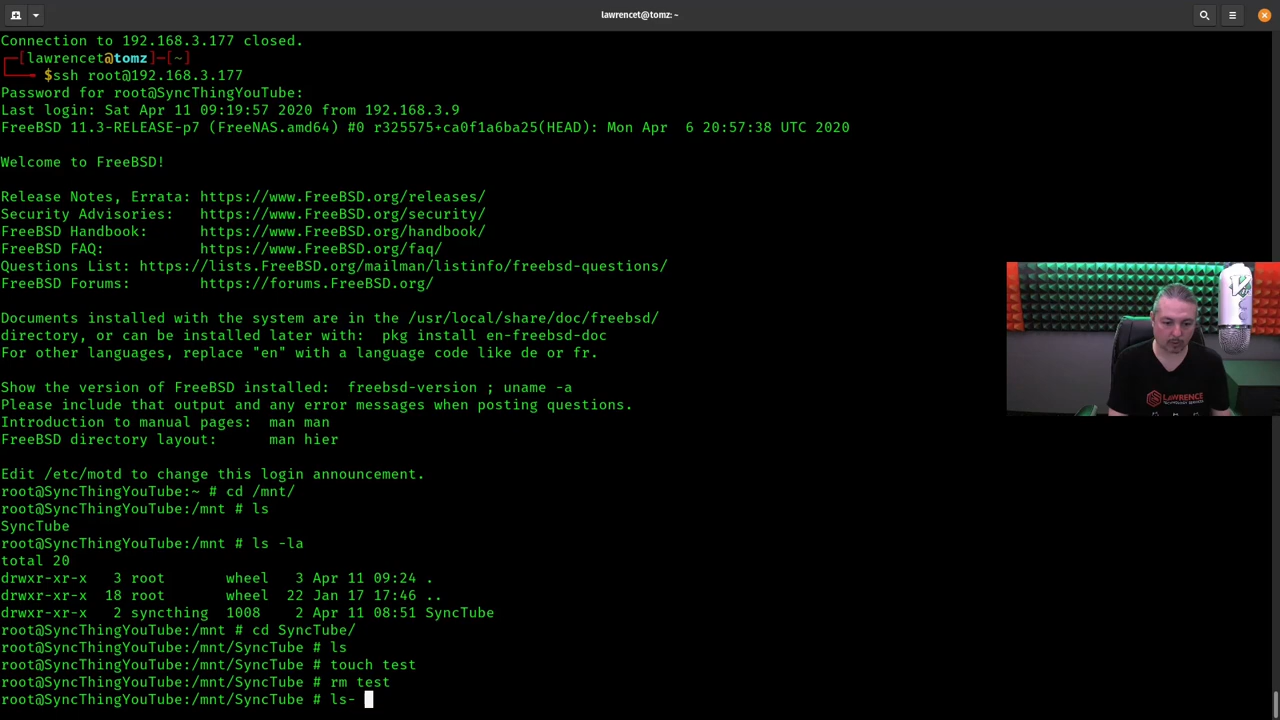 lawrencet@tomz: ~
Connection to 192.168.3.177 closed.
┌─[lawrencet@tomz]─[~]
└──╼ $ssh root@192.168.3.177
Password for root@SyncThingYouTube:
Last login: Sat Apr 11 09:19:57 2020 from 192.168.3.9
FreeBSD 11.3-RELEASE-p7 (FreeNAS.amd64) #0 r325575+ca0f1a6ba25(HEAD): Mon Apr  6 20:57:38 UTC 2020
Welcome to FreeBSD!
Release Notes, Errata: https://www.FreeBSD.org/releases/
Security Advisories:   https://www.FreeBSD.org/security/
FreeBSD Handbook:      https://www.FreeBSD.org/handbook/
FreeBSD FAQ:           https://www.FreeBSD.org/faq/
Questions List: https://lists.FreeBSD.org/mailman/listinfo/freebsd-questions/
FreeBSD Forums:        https://forums.FreeBSD.org/
Documents installed with the system are in the /usr/local/share/doc/freebsd/
directory, or can be installed later with:  pkg install en-freebsd-doc
For other languages, replace "en" with a language code like de or fr.
Show the version of FreeBSD installed:  freebsd-version ; uname -a
Please include that output and any error messages when posting questions.
Introduction to manual pages:  man man
FreeBSD directory layout:      man hier
Edit /etc/motd to change this login announcement.
root@SyncThingYouTube:~ # cd /mnt/
root@SyncThingYouTube:/mnt # ls
SyncTube
root@SyncThingYouTube:/mnt # ls -la
total 20
drwxr-xr-x   3 root       wheel   3 Apr 11 09:24 .
drwxr-xr-x  18 root       wheel  22 Jan 17 17:46 ..
drwxr-xr-x   2 syncthing  1008    2 Apr 11 08:51 SyncTube
root@SyncThingYouTube:/mnt # cd SyncTube/
root@SyncThingYouTube:/mnt/SyncTube # ls
root@SyncThingYouTube:/mnt/SyncTube # touch test
root@SyncThingYouTube:/mnt/SyncTube # rm test
root@SyncThingYouTube:/mnt/SyncTube # ls-
LAWRENCE